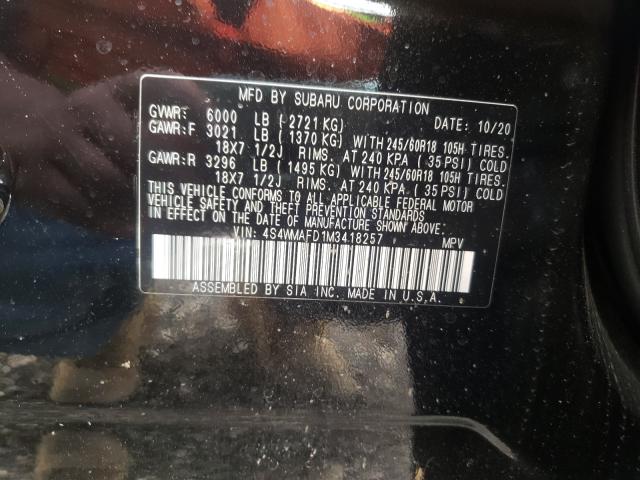 MFD BY SUBARU CORPORATION
GVWR: 6000 LB (-2721 KG) DATE: 10/20
GAWR:F 3021 LB (1370 KG) WITH 245/60R18 105H TIRES.
18X7 1/2J RIMS. AT 240 KPA (35 PSI) COLD
GAWR:R 3296 LB (1495 KG) WITH 245/60R18 105H TIRES.
18X7 1/2J RIMS. AT 240 KPA (35 PSI) COLD
THIS VEHICLE CONFORMS TO ALL APPLICABLE FEDERAL MOTOR
VEHICLE SAFETY AND THEFT PREVENTION STANDARDS
IN EFFECT ON THE DATE OF MANUFACTURE SHOWN ABOVE.
VIN: 4S4WMAFD1M3418257 MPV
ASSEMBLED BY SIA INC. MADE IN U.S.A.